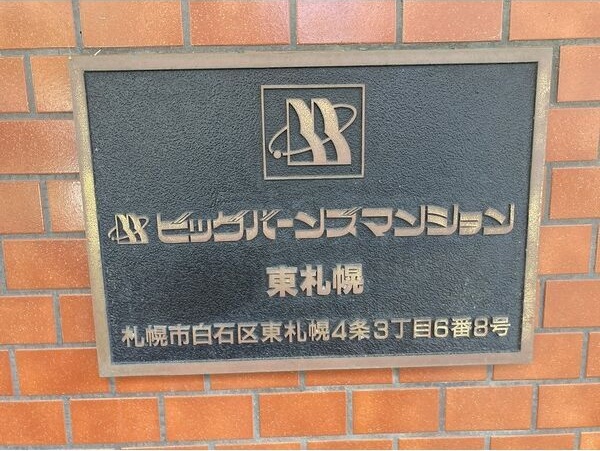 ビッグバーンズマンション
東札幌
札幌市白石区東札幌4条3丁目6番8号